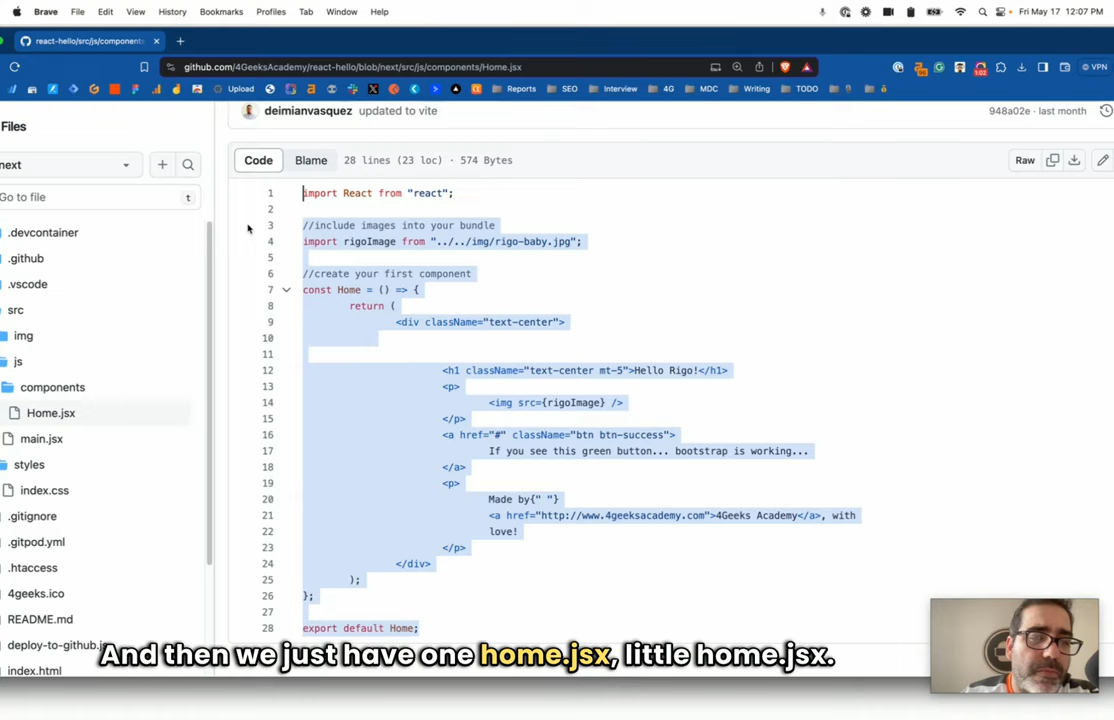 Brave File Edit View History Bookmarks Profiles Tab Window Help Fri May 17 12:07 PM
react-hello/src/js/components
github.com/4GeeksAcademy/react-hello/blob/next/src/js/components/Home.jsx VPN
Upload Reports SEO Interview 4G MDC Writing TODO
Files
deimianvasquez updated to vite 948a02e · last month
next
Code Blame 28 lines (23 loc) · 574 Bytes Raw
Go to file t
.devcontainer
.github
.vscode
src
img
js
components
Home.jsx
main.jsx
styles
index.css
.gitignore
.gitpod.yml
.htaccess
4geeks.ico
README.md
deploy-to-github.js
index.html
1 import React from "react";
2
3 //include images into your bundle
4 import rigoImage from "../../img/rigo-baby.jpg";
5
6 //create your first component
7 const Home = () => {
8 return (
9 <div className="text-center">
10
11
12 <h1 className="text-center mt-5">Hello Rigo!</h1>
13 <p>
14 <img src={rigoImage} />
15 </p>
16 <a href="#" className="btn btn-success">
17 If you see this green button... bootstrap is working...
18 </a>
19 <p>
20 Made by{" "}
21 <a href="http://www.4geeksacademy.com">4Geeks Academy</a>, with
22 love!
23 </p>
24 </div>
25 );
26 };
27
28 export default Home;
And then we just have one home.jsx, little home.jsx.